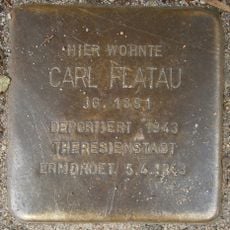 HIER WOHNTE
CARL FLATAU
JG. 1881
DEPORTIERT 1943
THERESIENSTADT
ERMORDET 5.4.1943